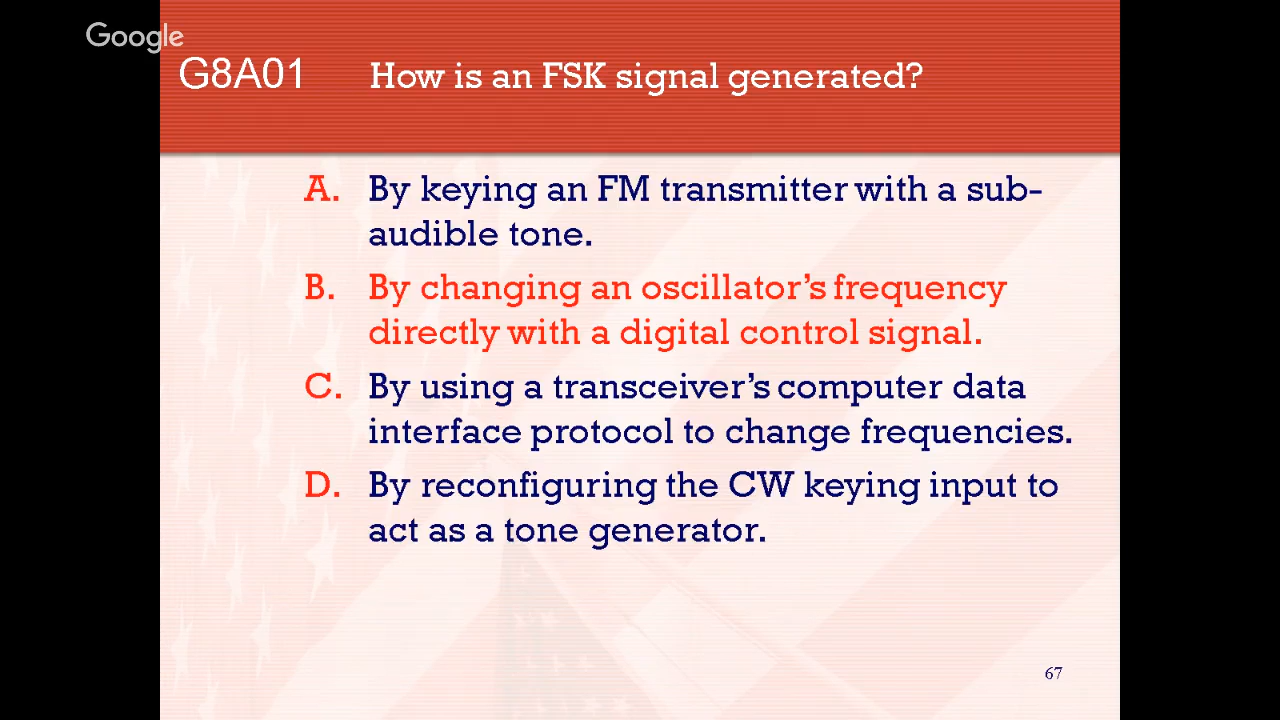 Google
G8A01 How is an FSK signal generated?
A. By keying an FM transmitter with a sub-
audible tone.
B. By changing an oscillator’s frequency
directly with a digital control signal.
C. By using a transceiver’s computer data
interface protocol to change frequencies.
D. By reconfiguring the CW keying input to
act as a tone generator.
67